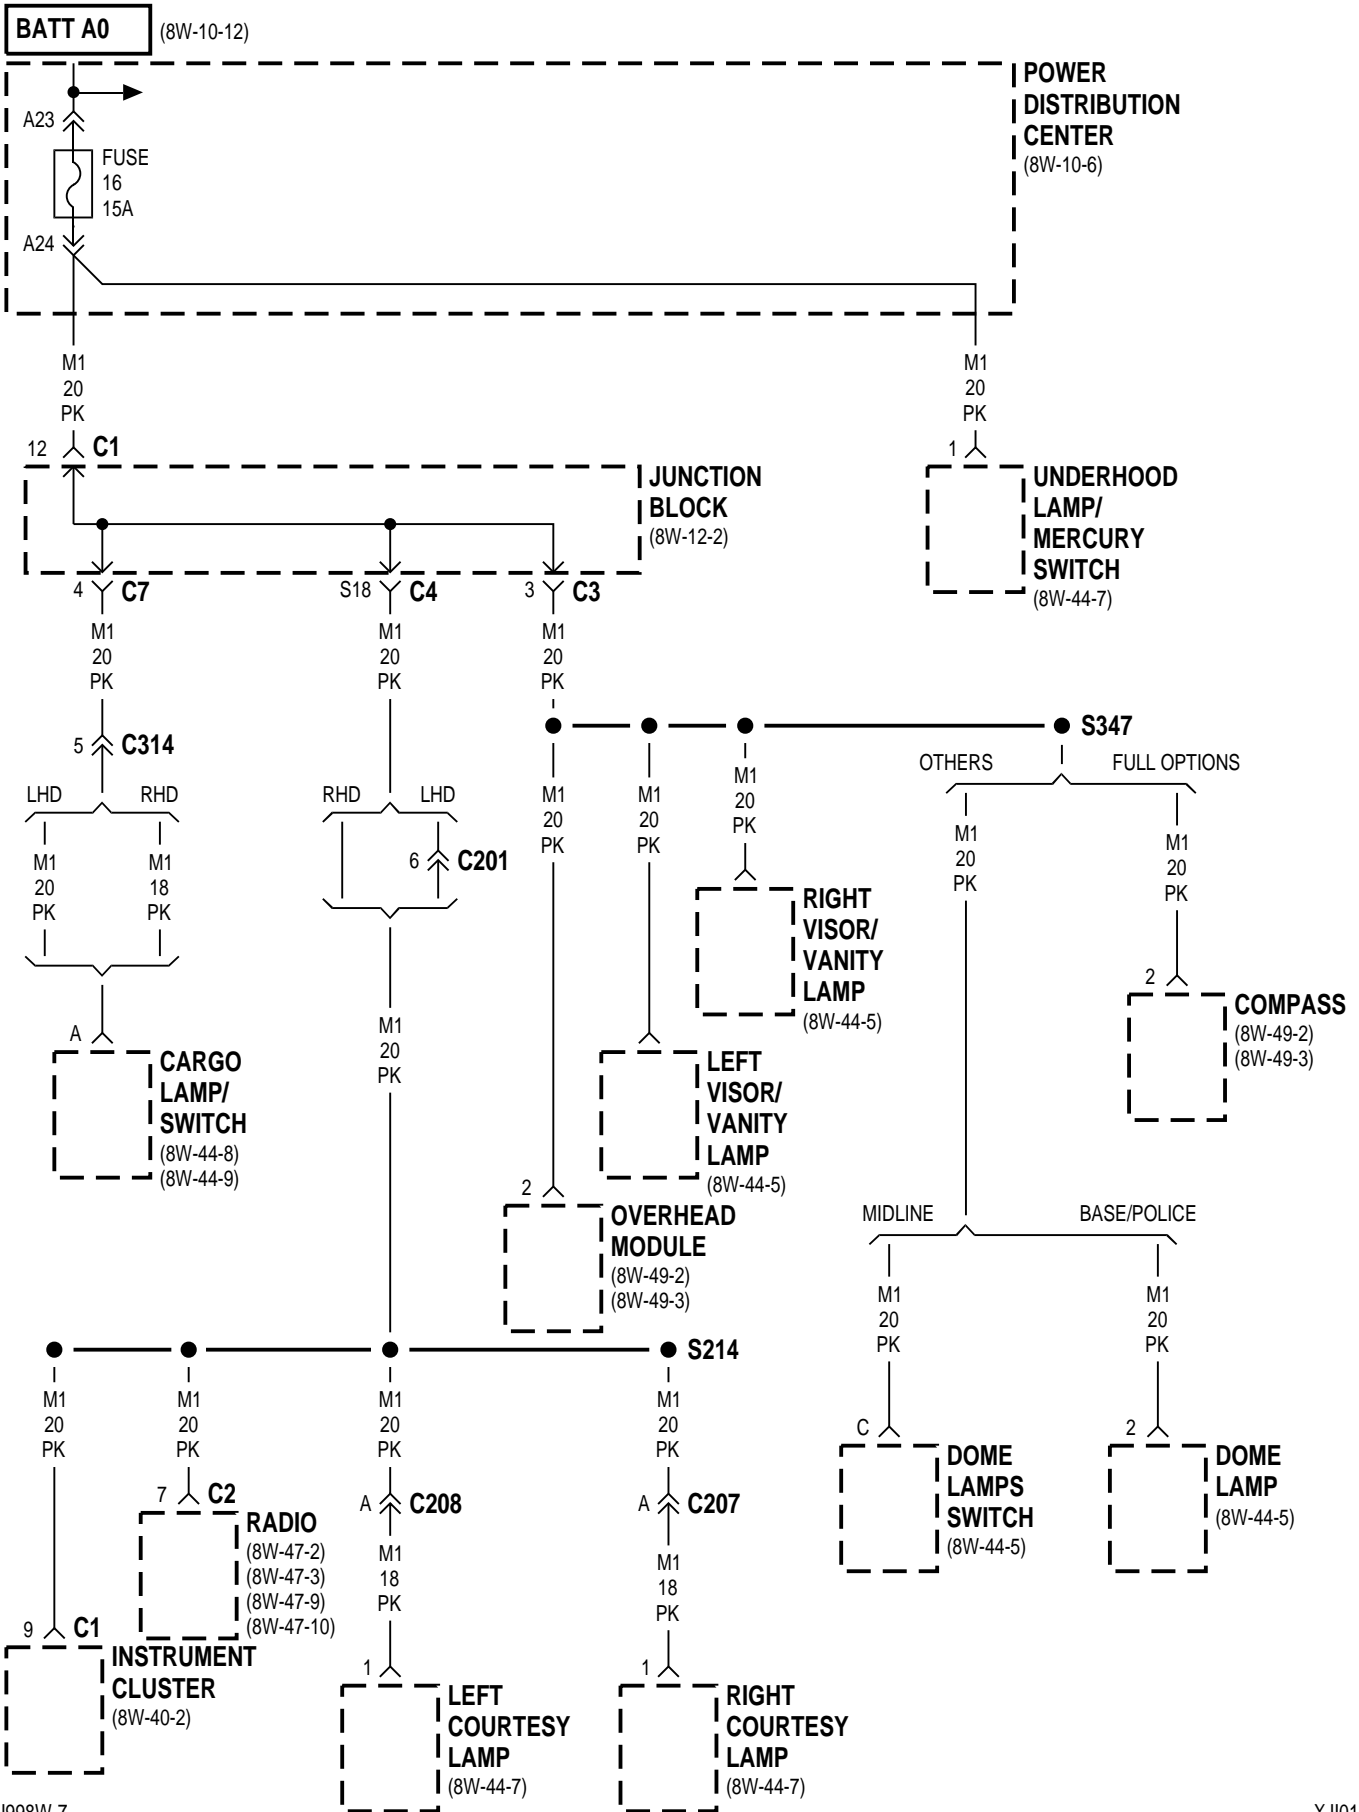 BATT A0 (8W-10-12)
POWER
DISTRIBUTION
CENTER
(8W-10-6)
A23
FUSE
16
15A
A24
M1
20
PK
M1
20
PK
12 C1
1
JUNCTION
BLOCK
(8W-12-2)
UNDERHOOD
LAMP/
MERCURY
SWITCH
(8W-44-7)
4 C7
S18 C4
3 C3
M1
20
PK
M1
20
PK
M1
20
PK
5 C314
S347
OTHERS
FULL OPTIONS
LHD
RHD
RHD
LHD
M1
20
PK
M1
18
PK
6 C201
M1
20
PK
M1
20
PK
M1
20
PK
M1
20
PK
M1
20
PK
RIGHT
VISOR/
VANITY
LAMP
(8W-44-5)
2
COMPASS
(8W-49-2)
(8W-49-3)
A
CARGO
LAMP/
SWITCH
(8W-44-8)
(8W-44-9)
M1
20
PK
LEFT
VISOR/
VANITY
LAMP
(8W-44-5)
2
OVERHEAD
MODULE
(8W-49-2)
(8W-49-3)
MIDLINE
BASE/POLICE
M1
20
PK
M1
20
PK
S214
M1
20
PK
M1
20
PK
M1
20
PK
M1
20
PK
C
DOME
LAMPS
SWITCH
(8W-44-5)
2
DOME
LAMP
(8W-44-5)
7 C2
RADIO
(8W-47-2)
(8W-47-3)
(8W-47-9)
(8W-47-10)
A C208
A C207
M1
18
PK
M1
18
PK
9 C1
INSTRUMENT
CLUSTER
(8W-40-2)
1
LEFT
COURTESY
LAMP
(8W-44-7)
1
RIGHT
COURTESY
LAMP
(8W-44-7)